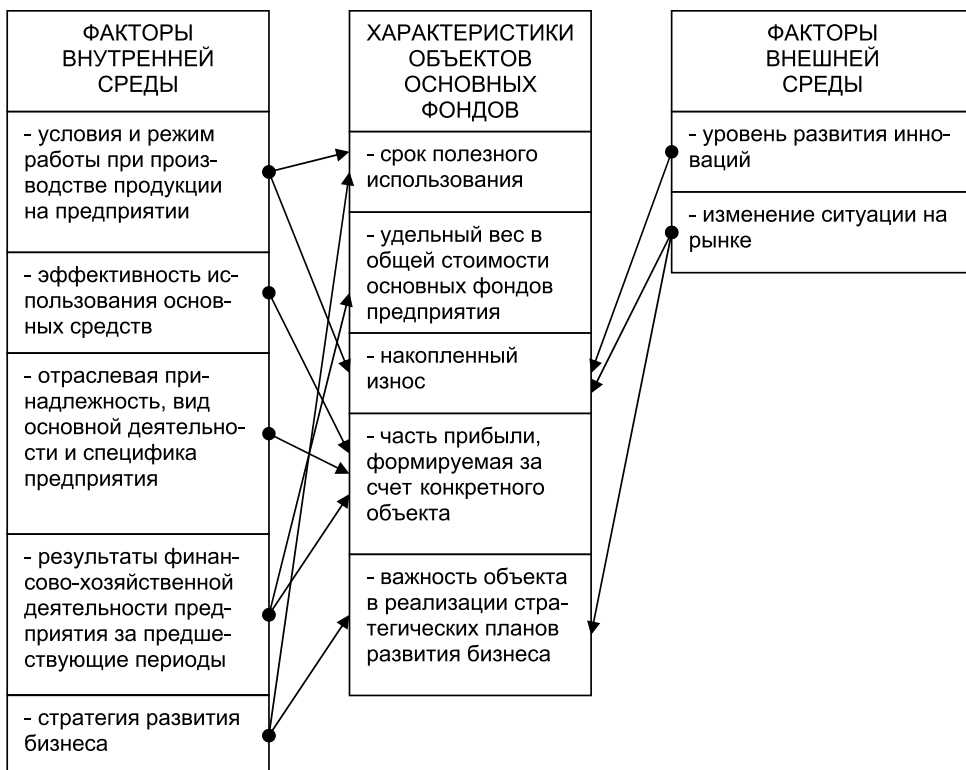 ФАКТОРЫ
ВНУТРЕННЕЙ
СРЕДЫ
- условия и режим
работы при произ-
водстве продукции
на предприятии
- эффективность ис-
пользования основ-
ных средств
- отраслевая при-
надлежность, вид
основной деятельно-
сти и специфика
предприятия
- результаты финан-
сово-хозяйственной
деятельности пред-
приятия за предше-
ствующие периоды
- стратегия развития
бизнеса
ХАРАКТЕРИСТИКИ
ОБЪЕКТОВ
ОСНОВНЫХ
ФОНДОВ
- срок полезного
использования
- удельный вес в
общей стоимости
основных фондов
предприятия
- накопленный
износ
- часть прибыли,
формируемая за
счет конкретного
объекта
- важность объекта
в реализации стра-
тегических планов
развития бизнеса
ФАКТОРЫ
ВНЕШНЕЙ
СРЕДЫ
- уровень развития инно-
ваций
- изменение ситуации на
рынке